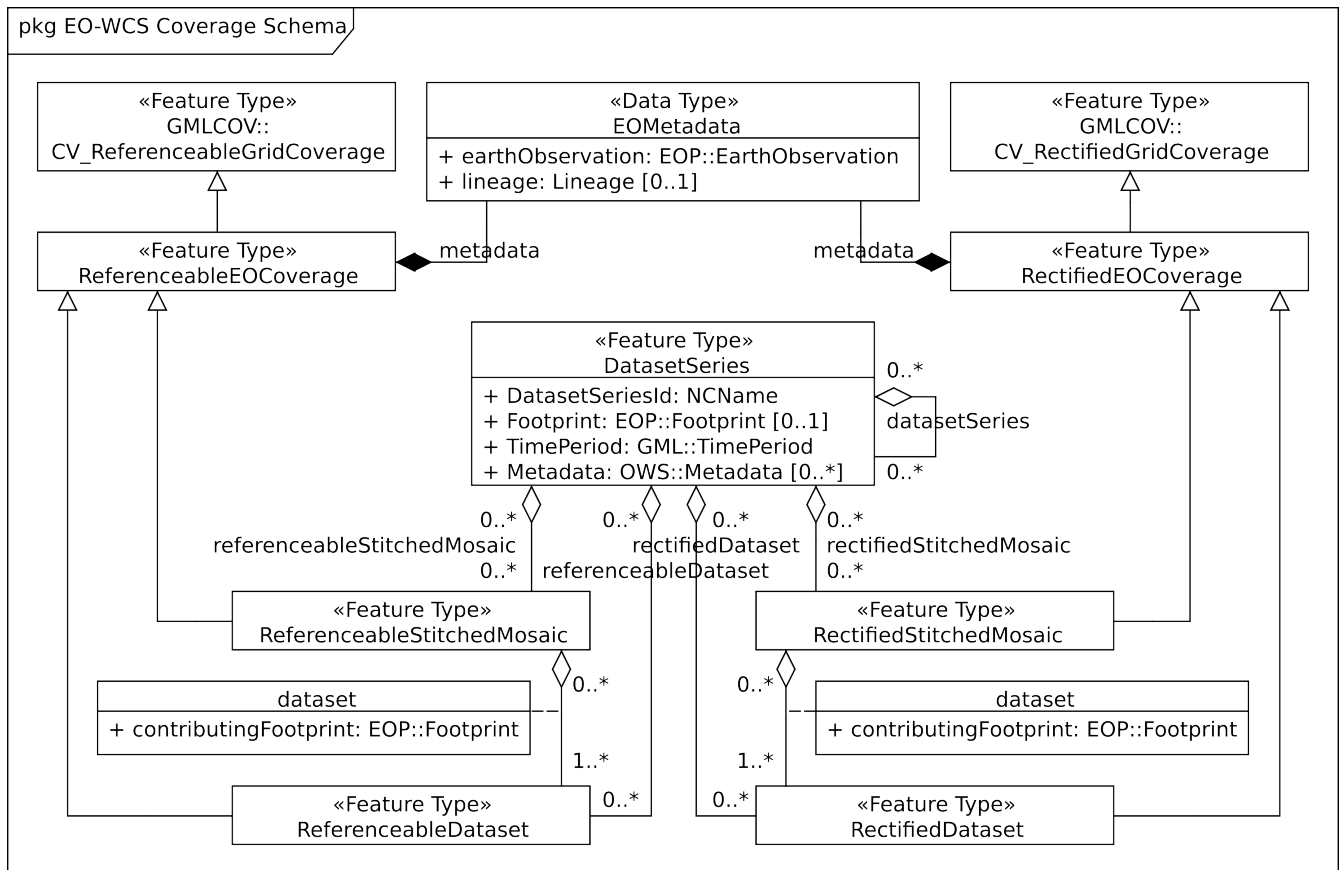 pkg EO-WCS Coverage Schema
«Feature Type»
GMLCOV::
CV_ReferenceableGridCoverage
«Data Type»
EOMetadata
+ earthObservation: EOP::EarthObservation
+ lineage: Lineage [0..1]
«Feature Type»
GMLCOV::
CV_RectifiedGridCoverage
«Feature Type»
ReferenceableEOCoverage
metadata
metadata
«Feature Type»
RectifiedEOCoverage
«Feature Type»
DatasetSeries
+ DatasetSeriesId: NCName
+ Footprint: EOP::Footprint [0..1]
+ TimePeriod: GML::TimePeriod
+ Metadata: OWS::Metadata [0..*]
0..*
datasetSeries
0..*
0..*
referenceableStitchedMosaic
0..*
0..*
referenceableDataset
0..*
rectifiedDataset
0..*
rectifiedStitchedMosaic
0..*
«Feature Type»
ReferenceableStitchedMosaic
«Feature Type»
RectifiedStitchedMosaic
0..*
0..*
dataset
+ contributingFootprint: EOP::Footprint
dataset
+ contributingFootprint: EOP::Footprint
1..*
1..*
«Feature Type»
ReferenceableDataset
0..*
0..*
«Feature Type»
RectifiedDataset